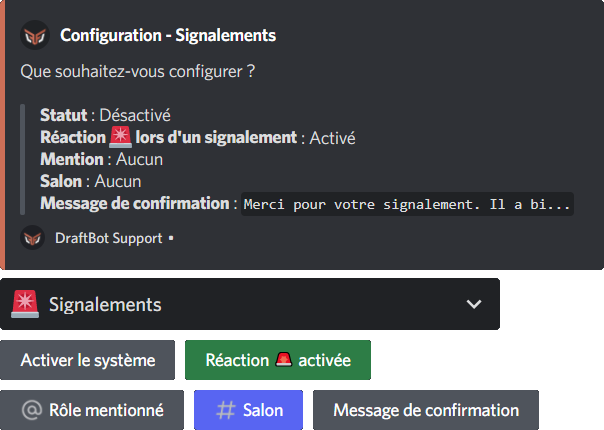 Configuration - Signalements
Que souhaitez-vous configurer ?
Statut : Désactivé
Réaction 🚨 lors d'un signalement : Activé
Mention : Aucun
Salon : Aucun
Message de confirmation : Merci pour votre signalement. Il a bi...
DraftBot Support •
🚨 Signalements
Activer le système
Réaction 🚨 activée
@ Rôle mentionné
# Salon
Message de confirmation